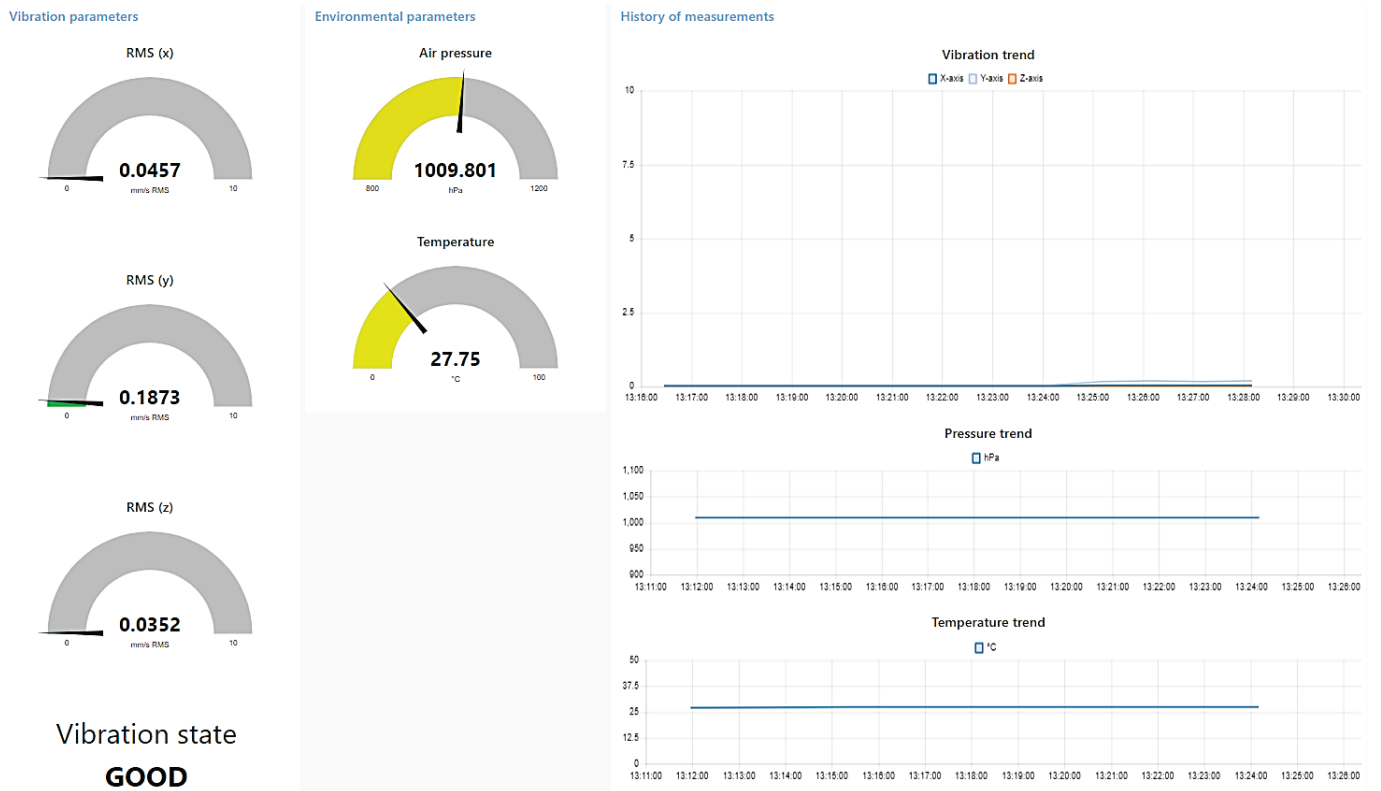 Vibration parameters
RMS (x)
0.0457
0 mm/s RMS 10
RMS (y)
0.1873
0 mm/s RMS 10
RMS (z)
0.0352
0 mm/s RMS 10
Vibration state
GOOD
Environmental parameters
Air pressure
1009.801
800 hPa 1200
Temperature
27.75
0 °C 100
History of measurements
Vibration trend
X-axis Y-axis Z-axis
10
7.5
5
2.5
0
13:16:00 13:17:00 13:18:00 13:19:00 13:20:00 13:21:00 13:22:00 13:23:00 13:24:00 13:25:00 13:26:00 13:27:00 13:28:00 13:29:00 13:30:00
Pressure trend
hPa
1,100
1,050
1,000
950
900
13:11:00 13:12:00 13:13:00 13:14:00 13:15:00 13:16:00 13:17:00 13:18:00 13:19:00 13:20:00 13:21:00 13:22:00 13:23:00 13:24:00 13:25:00 13:26:00
Temperature trend
°C
50
37.5
25
12.5
0
13:11:00 13:12:00 13:13:00 13:14:00 13:15:00 13:16:00 13:17:00 13:18:00 13:19:00 13:20:00 13:21:00 13:22:00 13:23:00 13:24:00 13:25:00 13:26:00